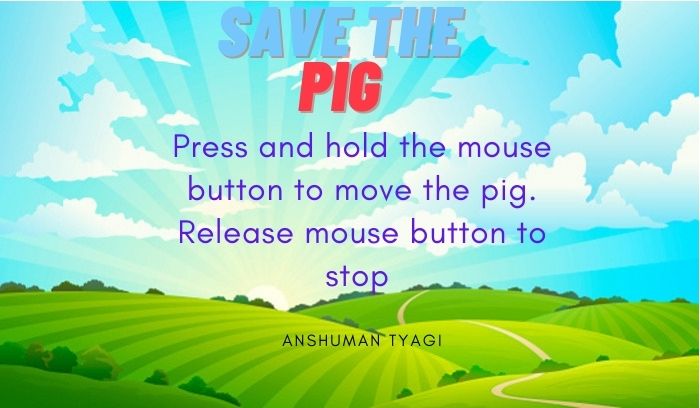 SAVE THE
PIG
Press and hold the mouse
button to move the pig.
Release mouse button to
stop
ANSHUMAN TYAGI